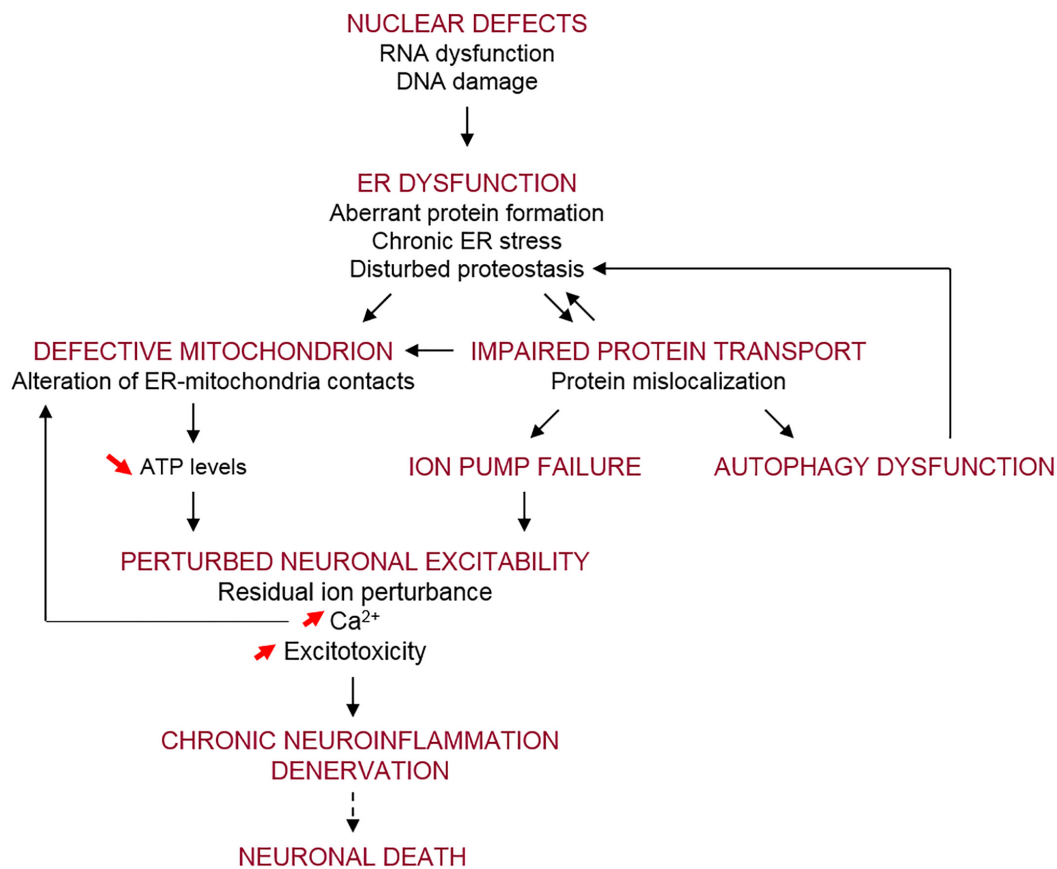 NUCLEAR DEFECTS
RNA dysfunction
DNA damage
ER DYSFUNCTION
Aberrant protein formation
Chronic ER stress
Disturbed proteostasis
DEFECTIVE MITOCHONDRION
Alteration of ER-mitochondria contacts
IMPAIRED PROTEIN TRANSPORT
Protein mislocalization
ATP levels
ION PUMP FAILURE
AUTOPHAGY DYSFUNCTION
PERTURBED NEURONAL EXCITABILITY
Residual ion perturbance
Ca²⁺
Excitotoxicity
CHRONIC NEUROINFLAMMATION
DENERVATION
NEURONAL DEATH